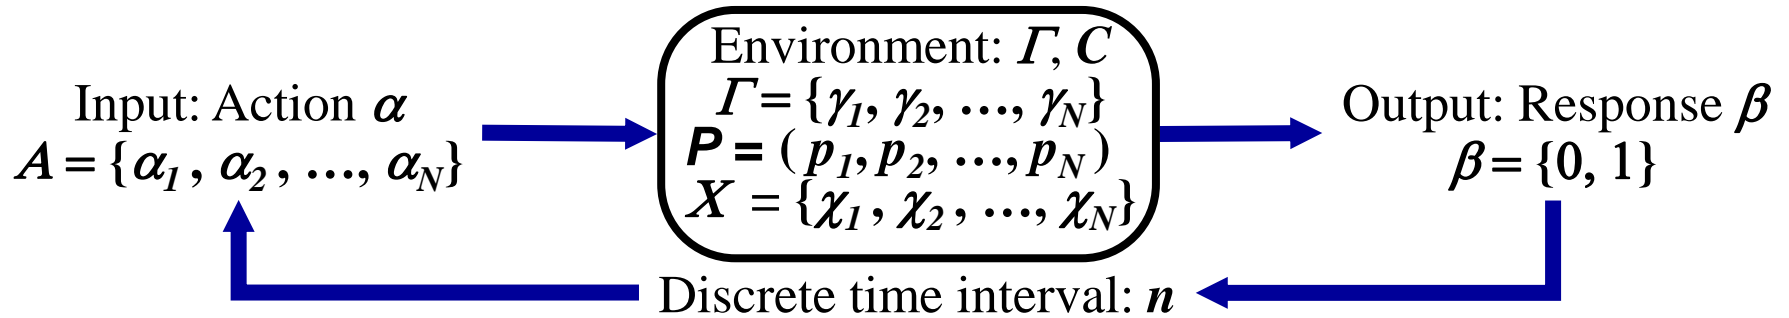 Environment: Γ, C
Γ = {γ1, γ2, …, γN}
P = ( p1, p2, …, pN )
X = {χ1 , χ2 , …, χN}
Input: Action α
A = {α1 , α2 , …, αN}
Output: Response β
β = {0, 1}
Discrete time interval: n